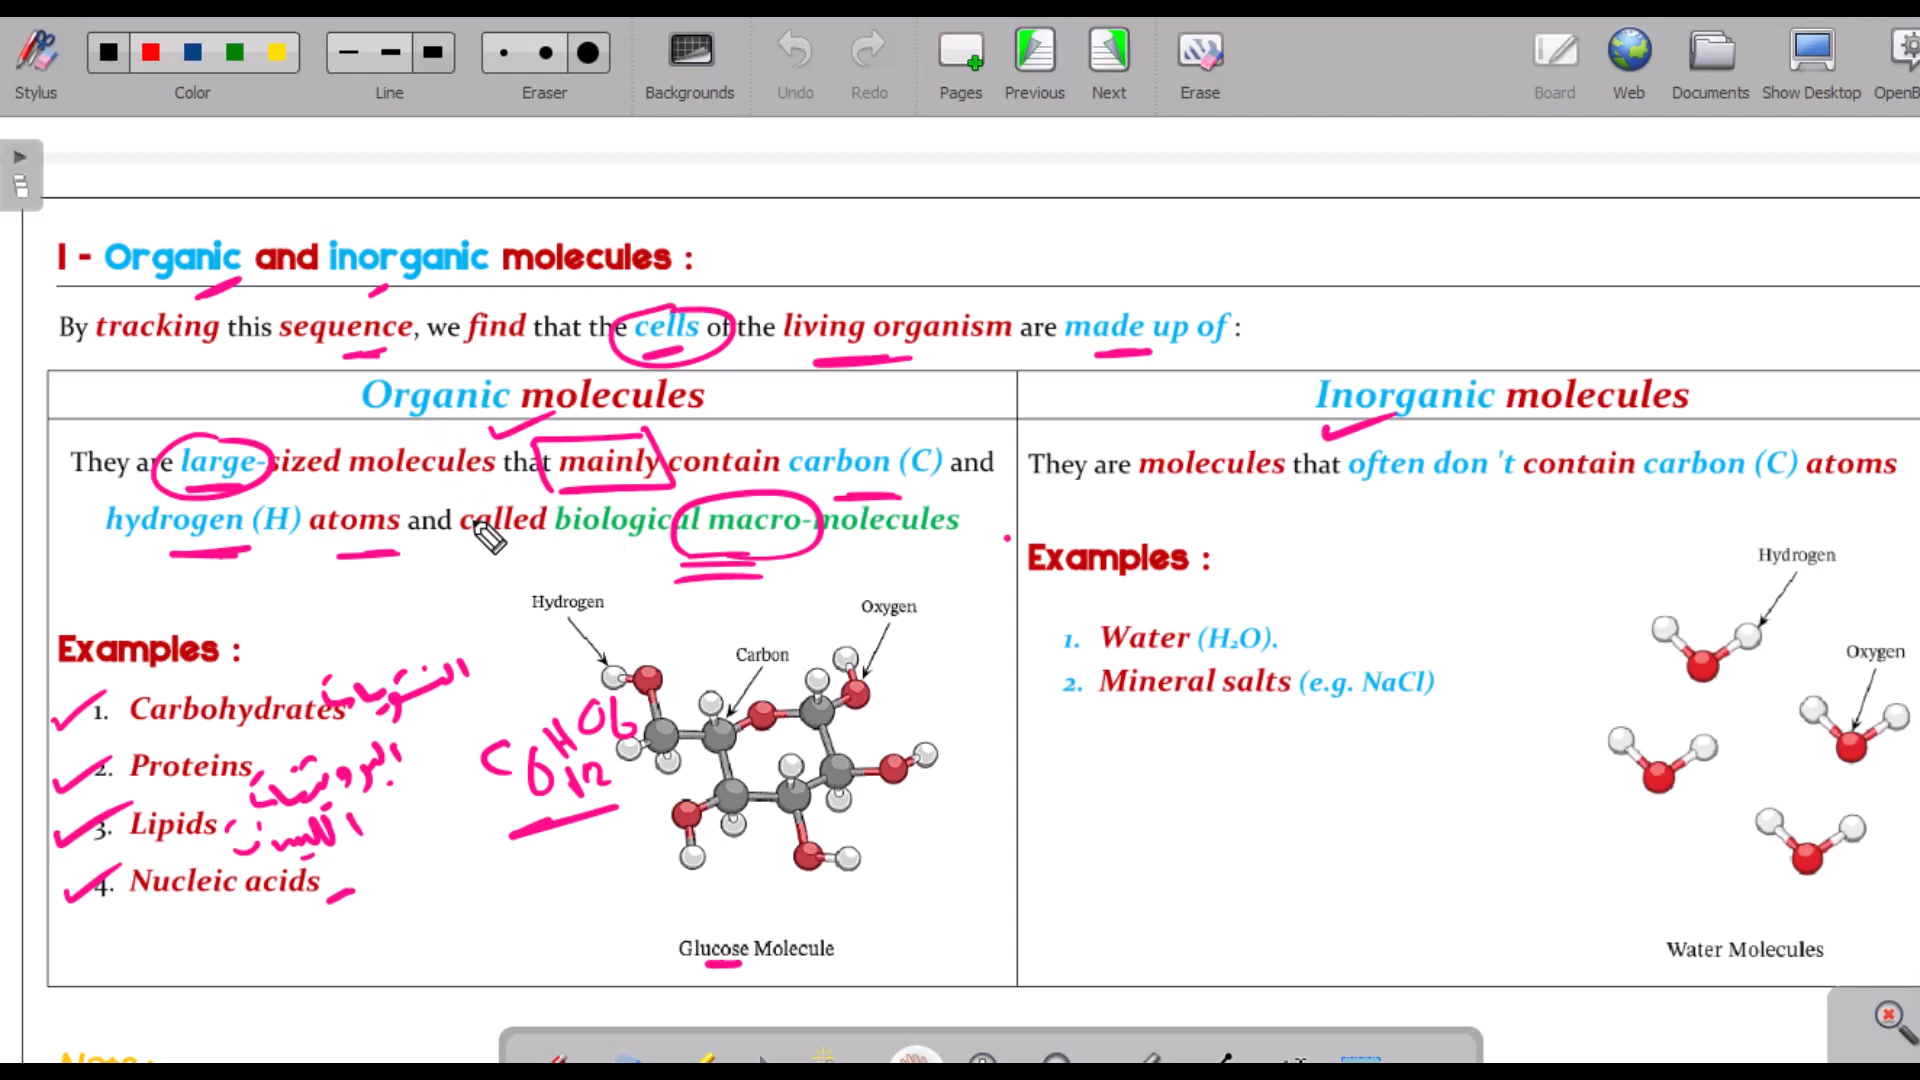 Stylus
Color
Line
Eraser
Backgrounds
Undo
Redo
Pages
Previous
Next
Erase
Board
Web
Documents
Show Desktop
OpenB
I - Organic and inorganic molecules :
By tracking this sequence, we find that the cells of the living organism are made up of :
Organic molecules
They are large-sized molecules that mainly contain carbon (C) and
hydrogen (H) atoms and called biological macro-molecules
Examples :
1. Carbohydrates
2. Proteins
البروتينات
3. Lipids
4. Nucleic acids
Hydrogen
Carbon
Oxygen
C6H12O6
Glucose Molecule
Inorganic molecules
They are molecules that often don 't contain carbon (C) atoms
Examples :
1. Water (H₂O).
2. Mineral salts (e.g. NaCl)
Hydrogen
Oxygen
Water Molecules